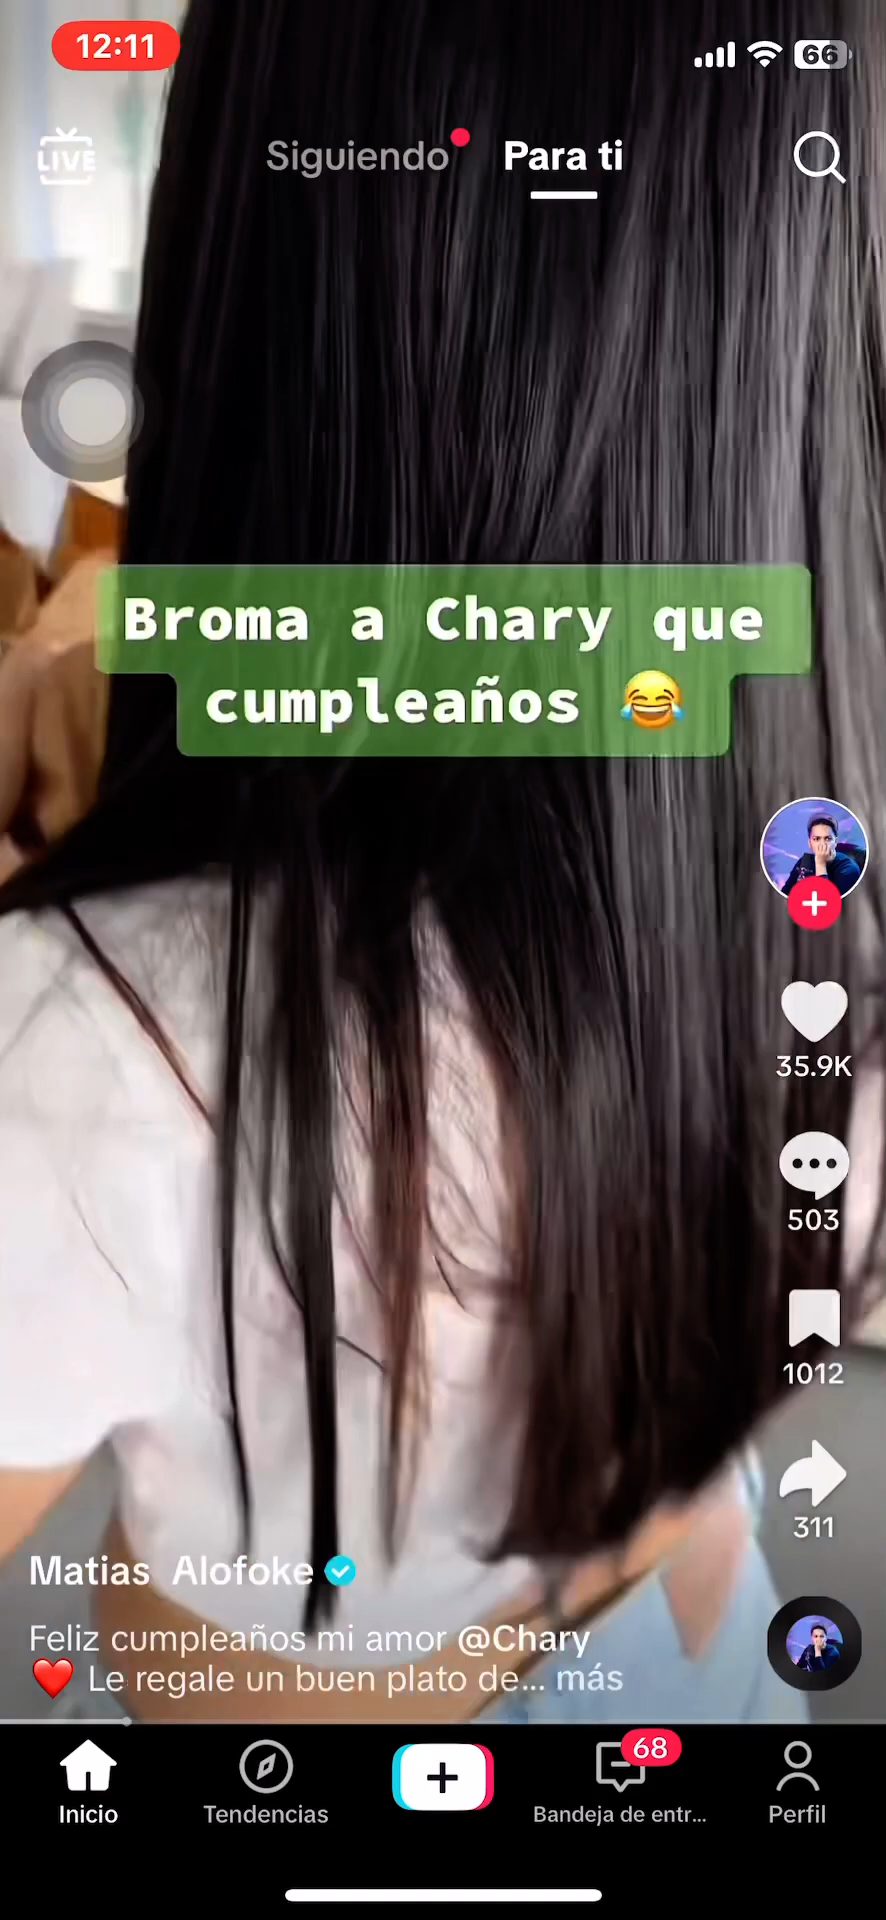 12:11
66
LIVE
Siguiendo
Para ti
Broma a Chary que
cumpleaños 😂
35.9K
503
1012
311
Matias Alofoke
Feliz cumpleaños mi amor @Chary
❤️ Le regale un buen plato de... más
Inicio
Tendencias
68
Bandeja de entr...
Perfil